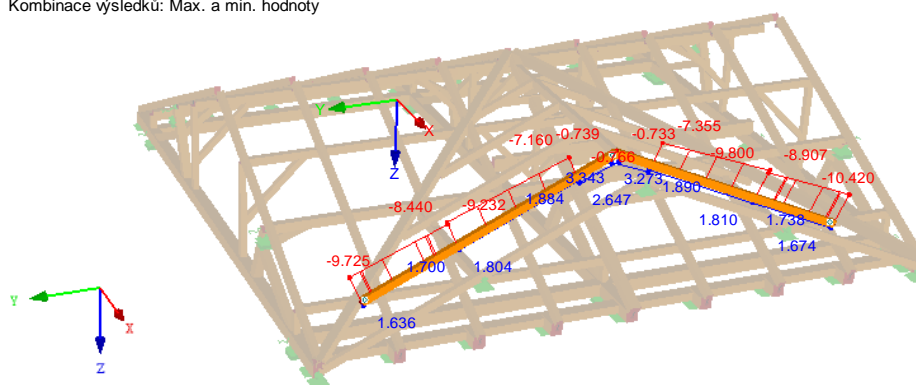 Kombinace výsledků: Max. a min. hodnoty
-7.160 -0.739 -0.733 -7.355
-0.766 -9.800 -8.907
-8.440 -9.232 1.884 3.343 3.273 1.890 -10.420
2.647
1.810 1.738
-9.725 1.700 1.804 1.674
1.636
Y X Z
Y X Z